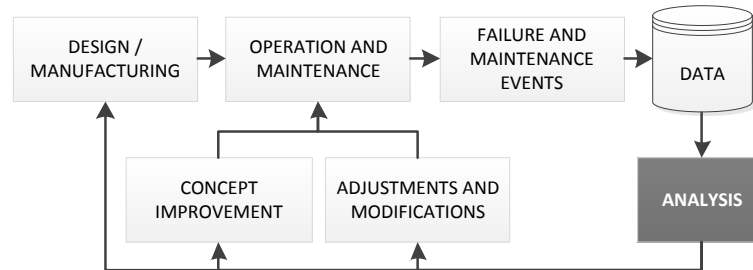 DESIGN /
MANUFACTURING
OPERATION AND
MAINTENANCE
FAILURE AND
MAINTENANCE
EVENTS
DATA
CONCEPT
IMPROVEMENT
ADJUSTMENTS AND
MODIFICATIONS
ANALYSIS